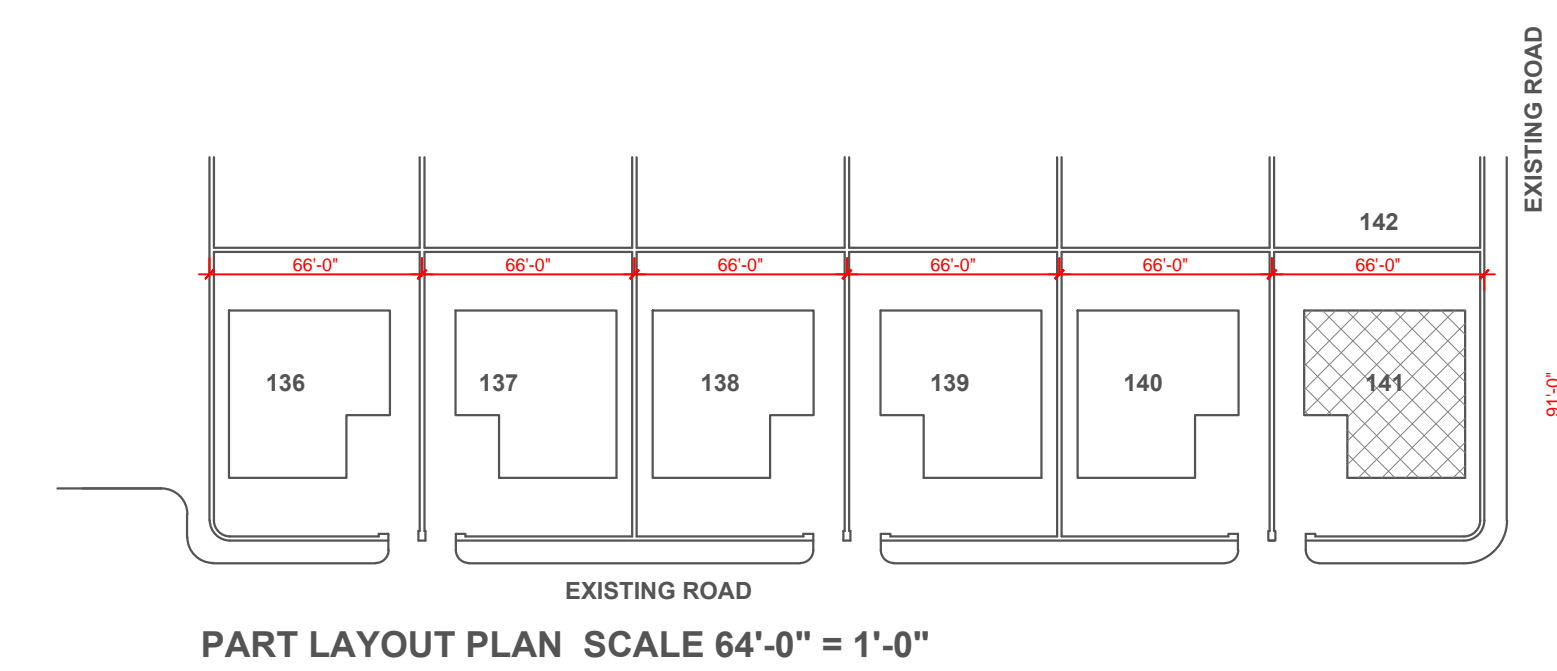 EXISTING ROAD
142
66'-0" 66'-0" 66'-0" 66'-0" 66'-0" 66'-0"
136 137 138 139 140 141
91'-0"
EXISTING ROAD
PART LAYOUT PLAN SCALE 64'-0" = 1'-0"